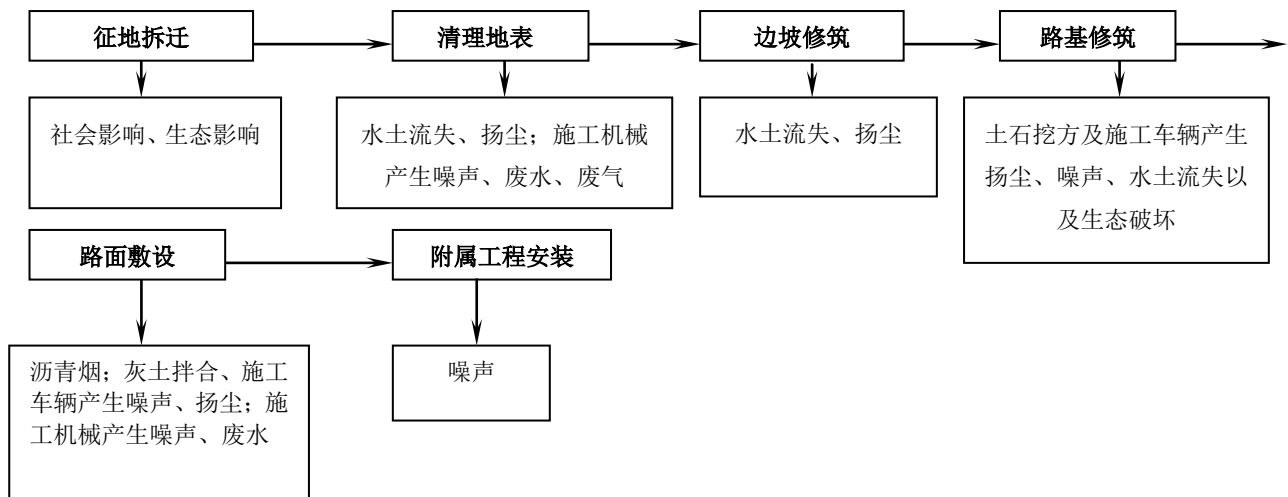 征地拆迁
清理地表
边坡修筑
路基修筑
社会影响、生态影响
水土流失、扬尘；施工机械
产生噪声、废水、废气
水土流失、扬尘
土石挖方及施工车辆产生
扬尘、噪声、水土流失以
及生态破坏
路面敷设
附属工程安装
沥青烟；灰土拌合、施工
车辆产生噪声、扬尘；施
工机械产生噪声、废水
噪声